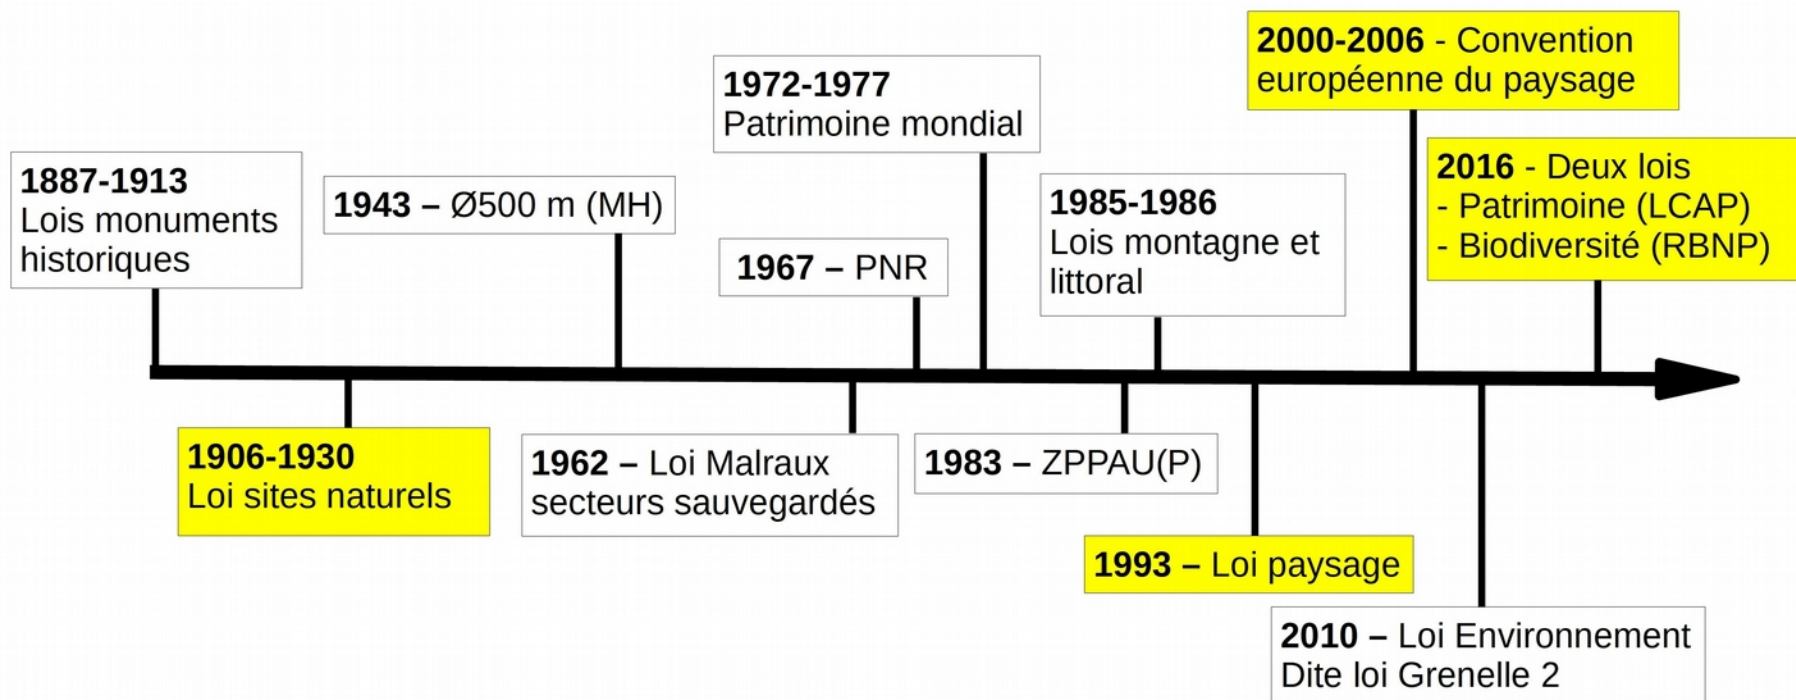 2000-2006 - Convention
européenne du paysage
1972-1977
Patrimoine mondial
2016 - Deux lois
- Patrimoine (LCAP)
- Biodiversité (RBNP)
1887-1913
Lois monuments
historiques
1943 – Ø500 m (MH)
1985-1986
Lois montagne et
littoral
1967 – PNR
1906-1930
Loi sites naturels
1962 – Loi Malraux
secteurs sauvegardés
1983 – ZPPAU(P)
1993 – Loi paysage
2010 – Loi Environnement
Dite loi Grenelle 2